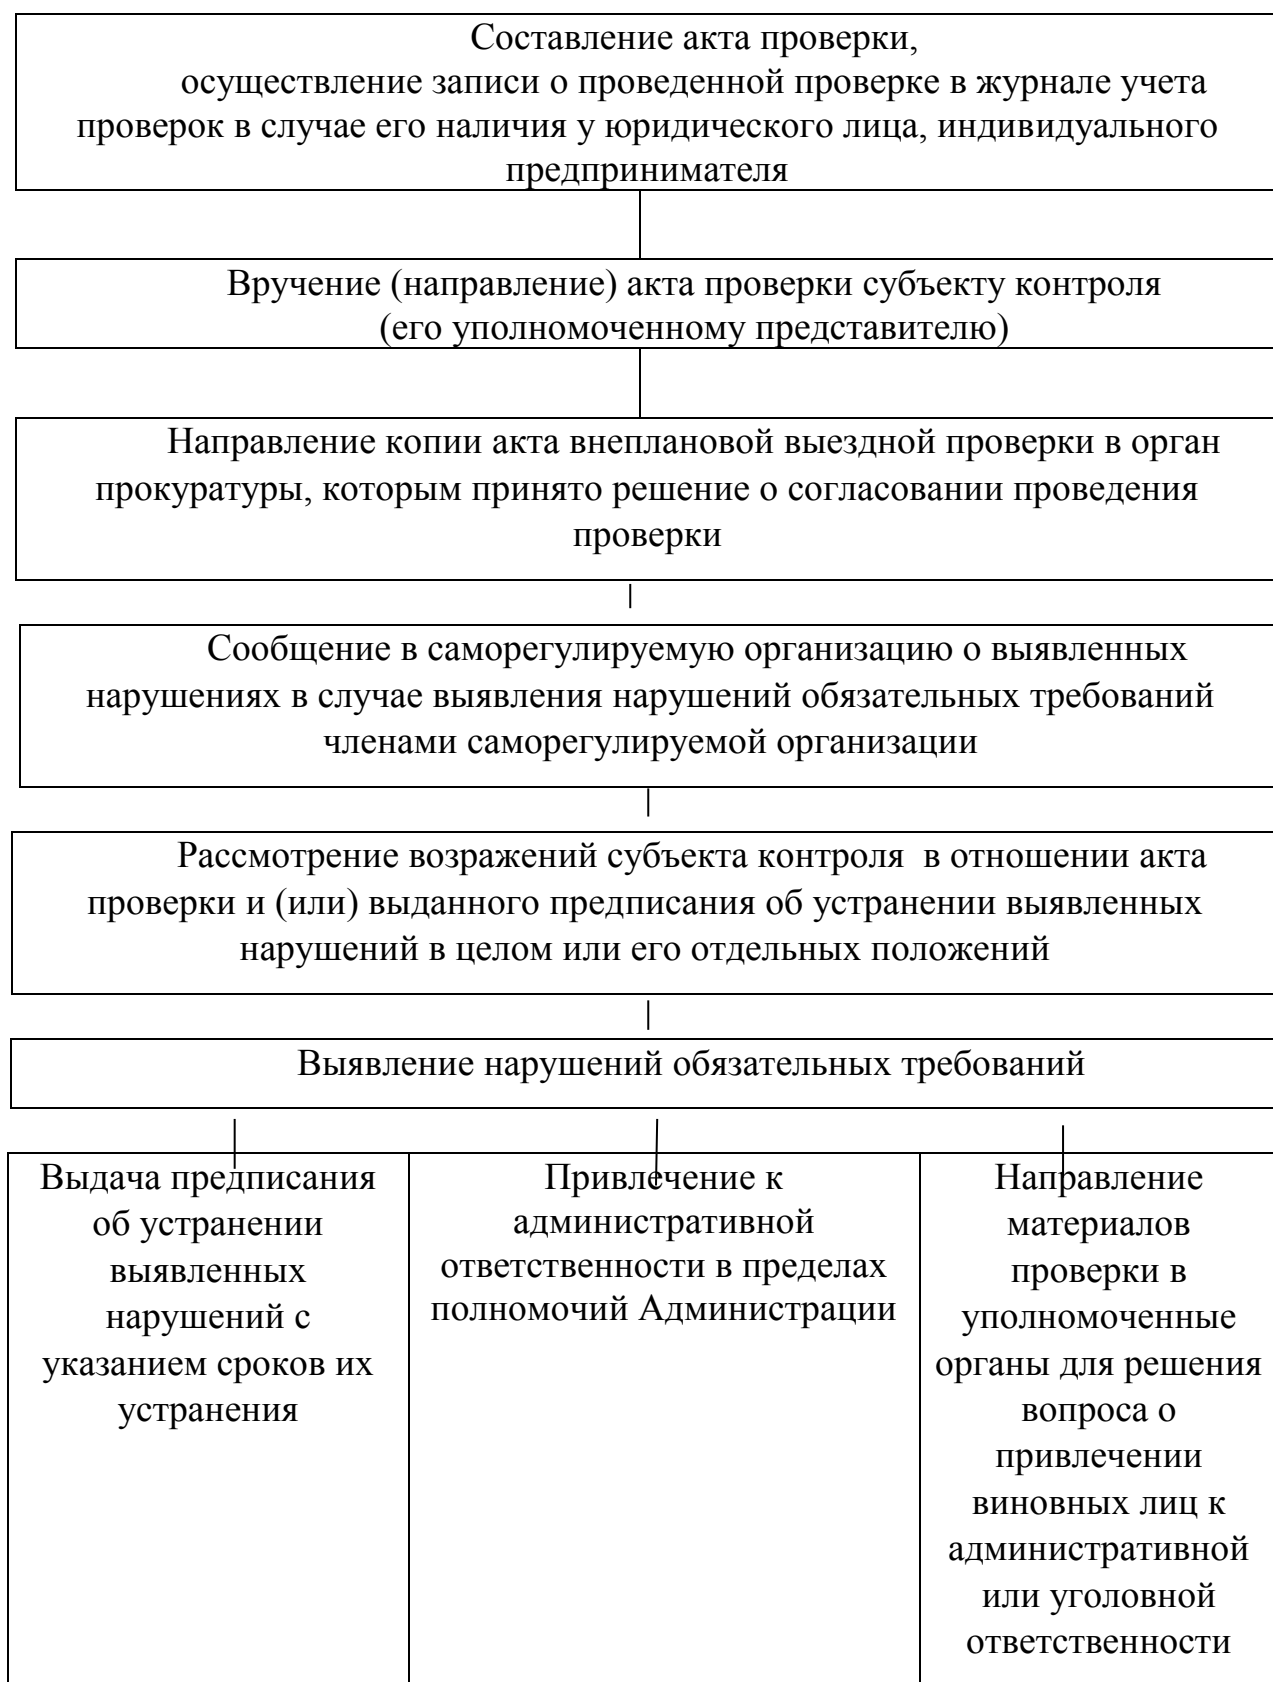 Составление акта проверки,
осуществление записи о проведенной проверке в журнале учета
проверок в случае его наличия у юридического лица, индивидуального
предпринимателя
Вручение (направление) акта проверки субъекту контроля
(его уполномоченному представителю)
Направление копии акта внеплановой выездной проверки в орган
прокуратуры, которым принято решение о согласовании проведения
проверки
Сообщение в саморегулируемую организацию о выявленных
нарушениях в случае выявления нарушений обязательных требований
членами саморегулируемой организации
Рассмотрение возражений субъекта контроля в отношении акта
проверки и (или) выданного предписания об устранении выявленных
нарушений в целом или его отдельных положений
Выявление нарушений обязательных требований
Выдача предписания
об устранении
выявленных
нарушений с
указанием сроков их
устранения
Привлечение к
административной
ответственности в пределах
полномочий Администрации
Направление
материалов
проверки в
уполномоченные
органы для решения
вопроса о
привлечении
виновных лиц к
административной
или уголовной
ответственности